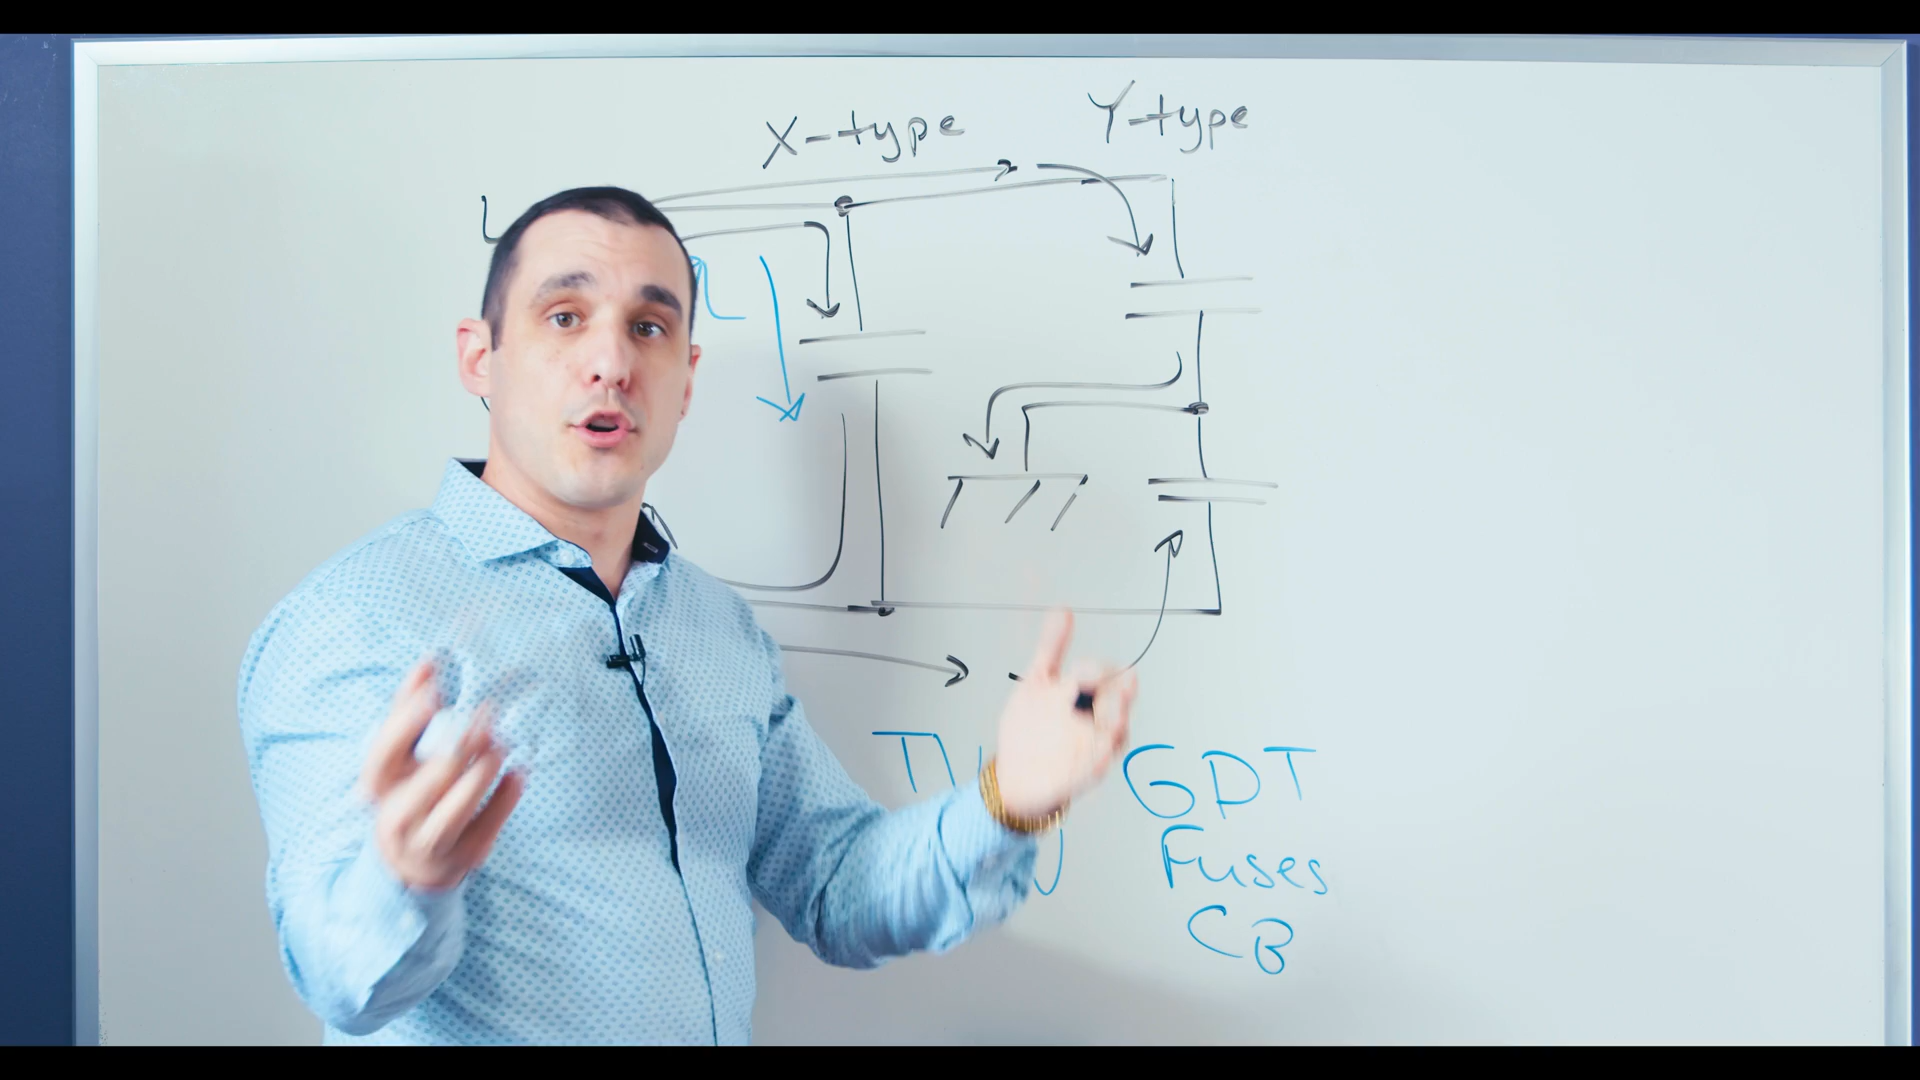 X-type
Y-type
L
GDT
Fuses
CB